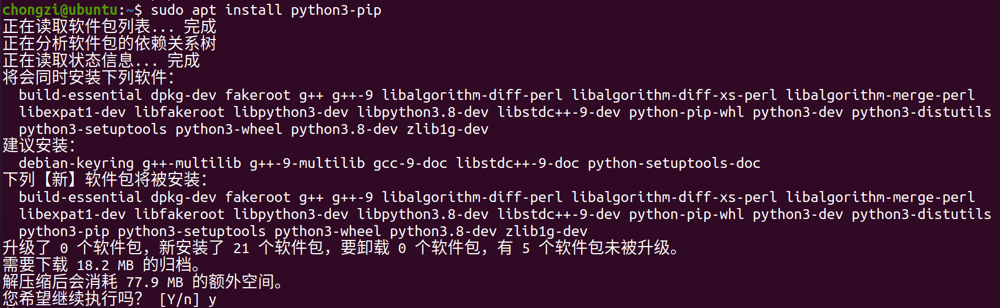 chongzi@ubuntu:~$ sudo apt install python3-pip
正在读取软件包列表... 完成
正在分析软件包的依赖关系树
正在读取状态信息... 完成
将会同时安装下列软件：
build-essential dpkg-dev fakeroot g++ g++-9 libalgorithm-diff-perl libalgorithm-diff-xs-perl libalgorithm-merge-perl
libexpat1-dev libfakeroot libpython3-dev libpython3.8-dev libstdc++-9-dev python-pip-whl python3-dev python3-distutils
python3-setuptools python3-wheel python3.8-dev zlib1g-dev
建议安装：
debian-keyring g++-multilib g++-9-multilib gcc-9-doc libstdc++-9-doc python-setuptools-doc
下列【新】软件包将被安装：
build-essential dpkg-dev fakeroot g++ g++-9 libalgorithm-diff-perl libalgorithm-diff-xs-perl libalgorithm-merge-perl
libexpat1-dev libfakeroot libpython3-dev libpython3.8-dev libstdc++-9-dev python-pip-whl python3-dev python3-distutils
python3-pip python3-setuptools python3-wheel python3.8-dev zlib1g-dev
升级了 0 个软件包，新安装了 21 个软件包，要卸载 0 个软件包，有 5 个软件包未被升级。
需要下载 18.2 MB 的归档。
解压缩后会消耗 77.9 MB 的额外空间。
您希望继续执行吗？ [Y/n] y